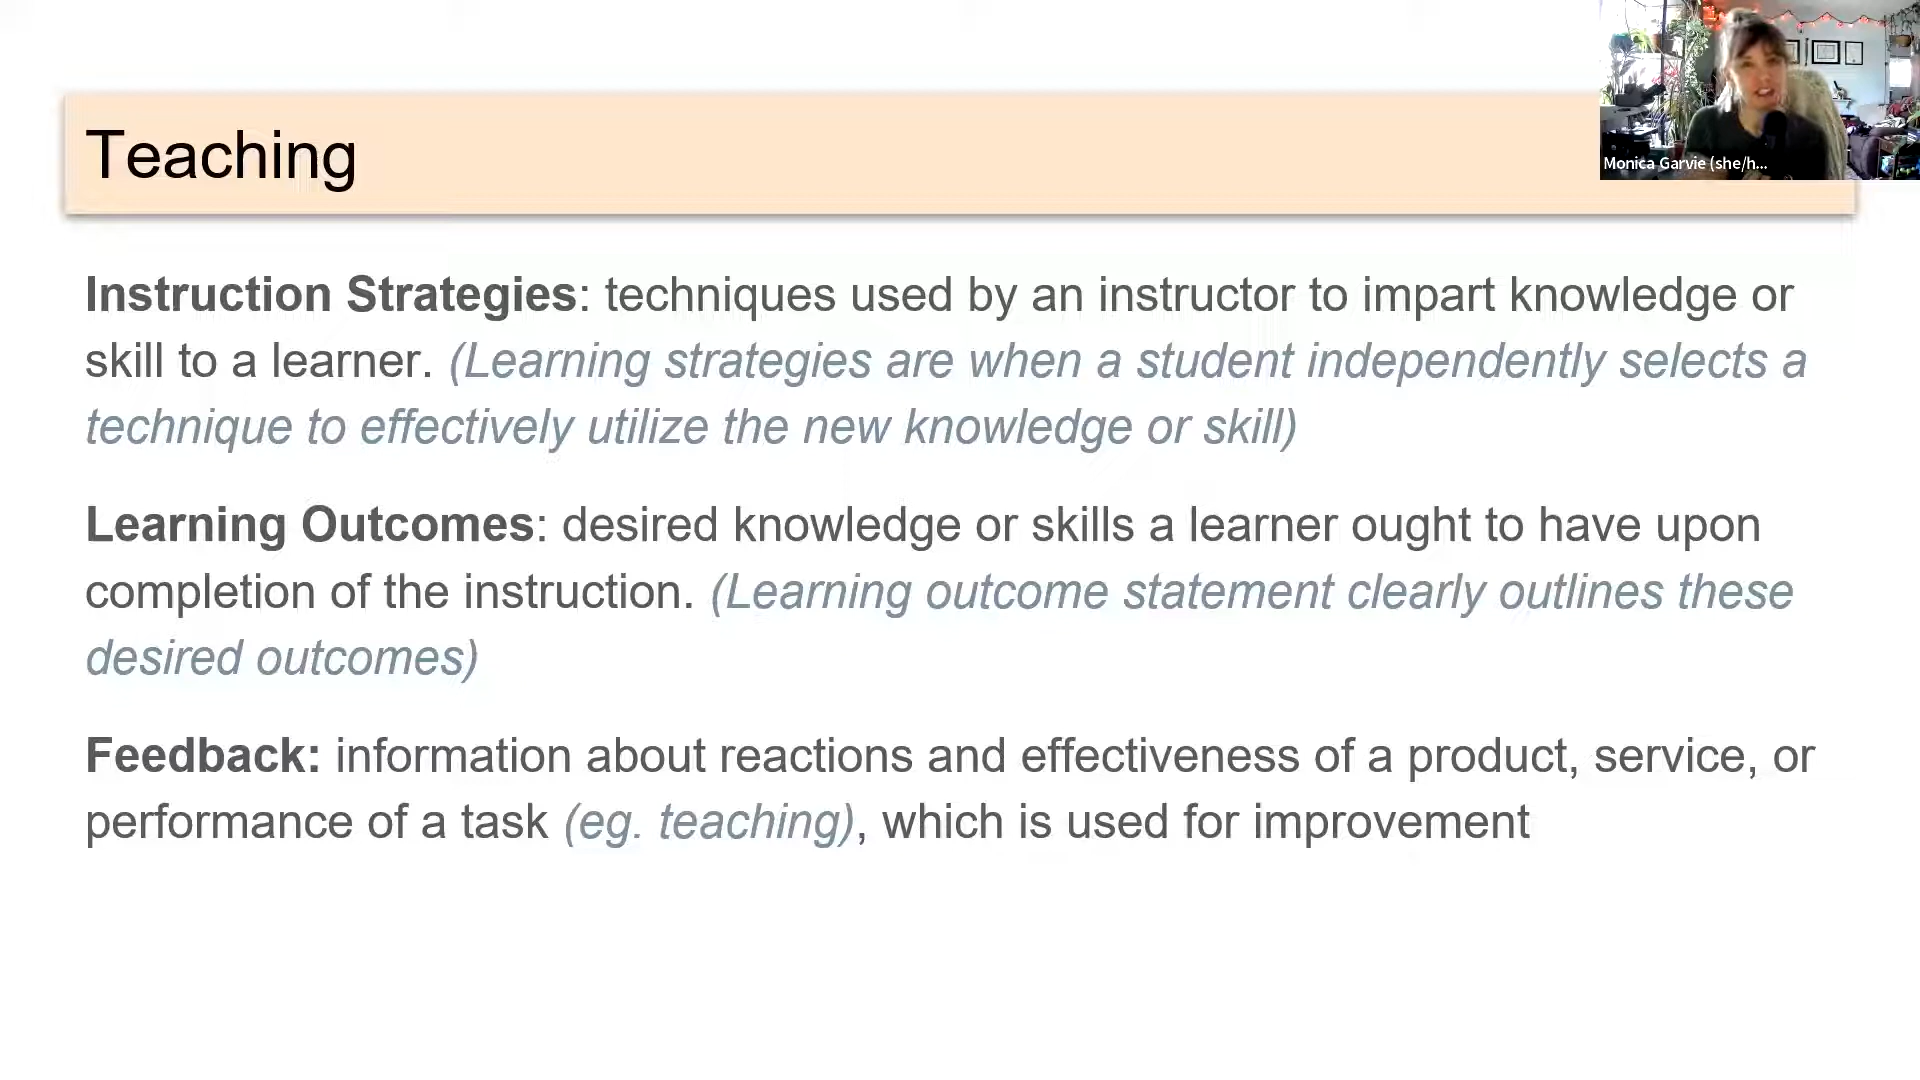 Teaching
Monica Garvie (she/h...
Instruction Strategies: techniques used by an instructor to impart knowledge or
skill to a learner. (Learning strategies are when a student independently selects a
technique to effectively utilize the new knowledge or skill)
Learning Outcomes: desired knowledge or skills a learner ought to have upon
completion of the instruction. (Learning outcome statement clearly outlines these
desired outcomes)
Feedback: information about reactions and effectiveness of a product, service, or
performance of a task (eg. teaching), which is used for improvement